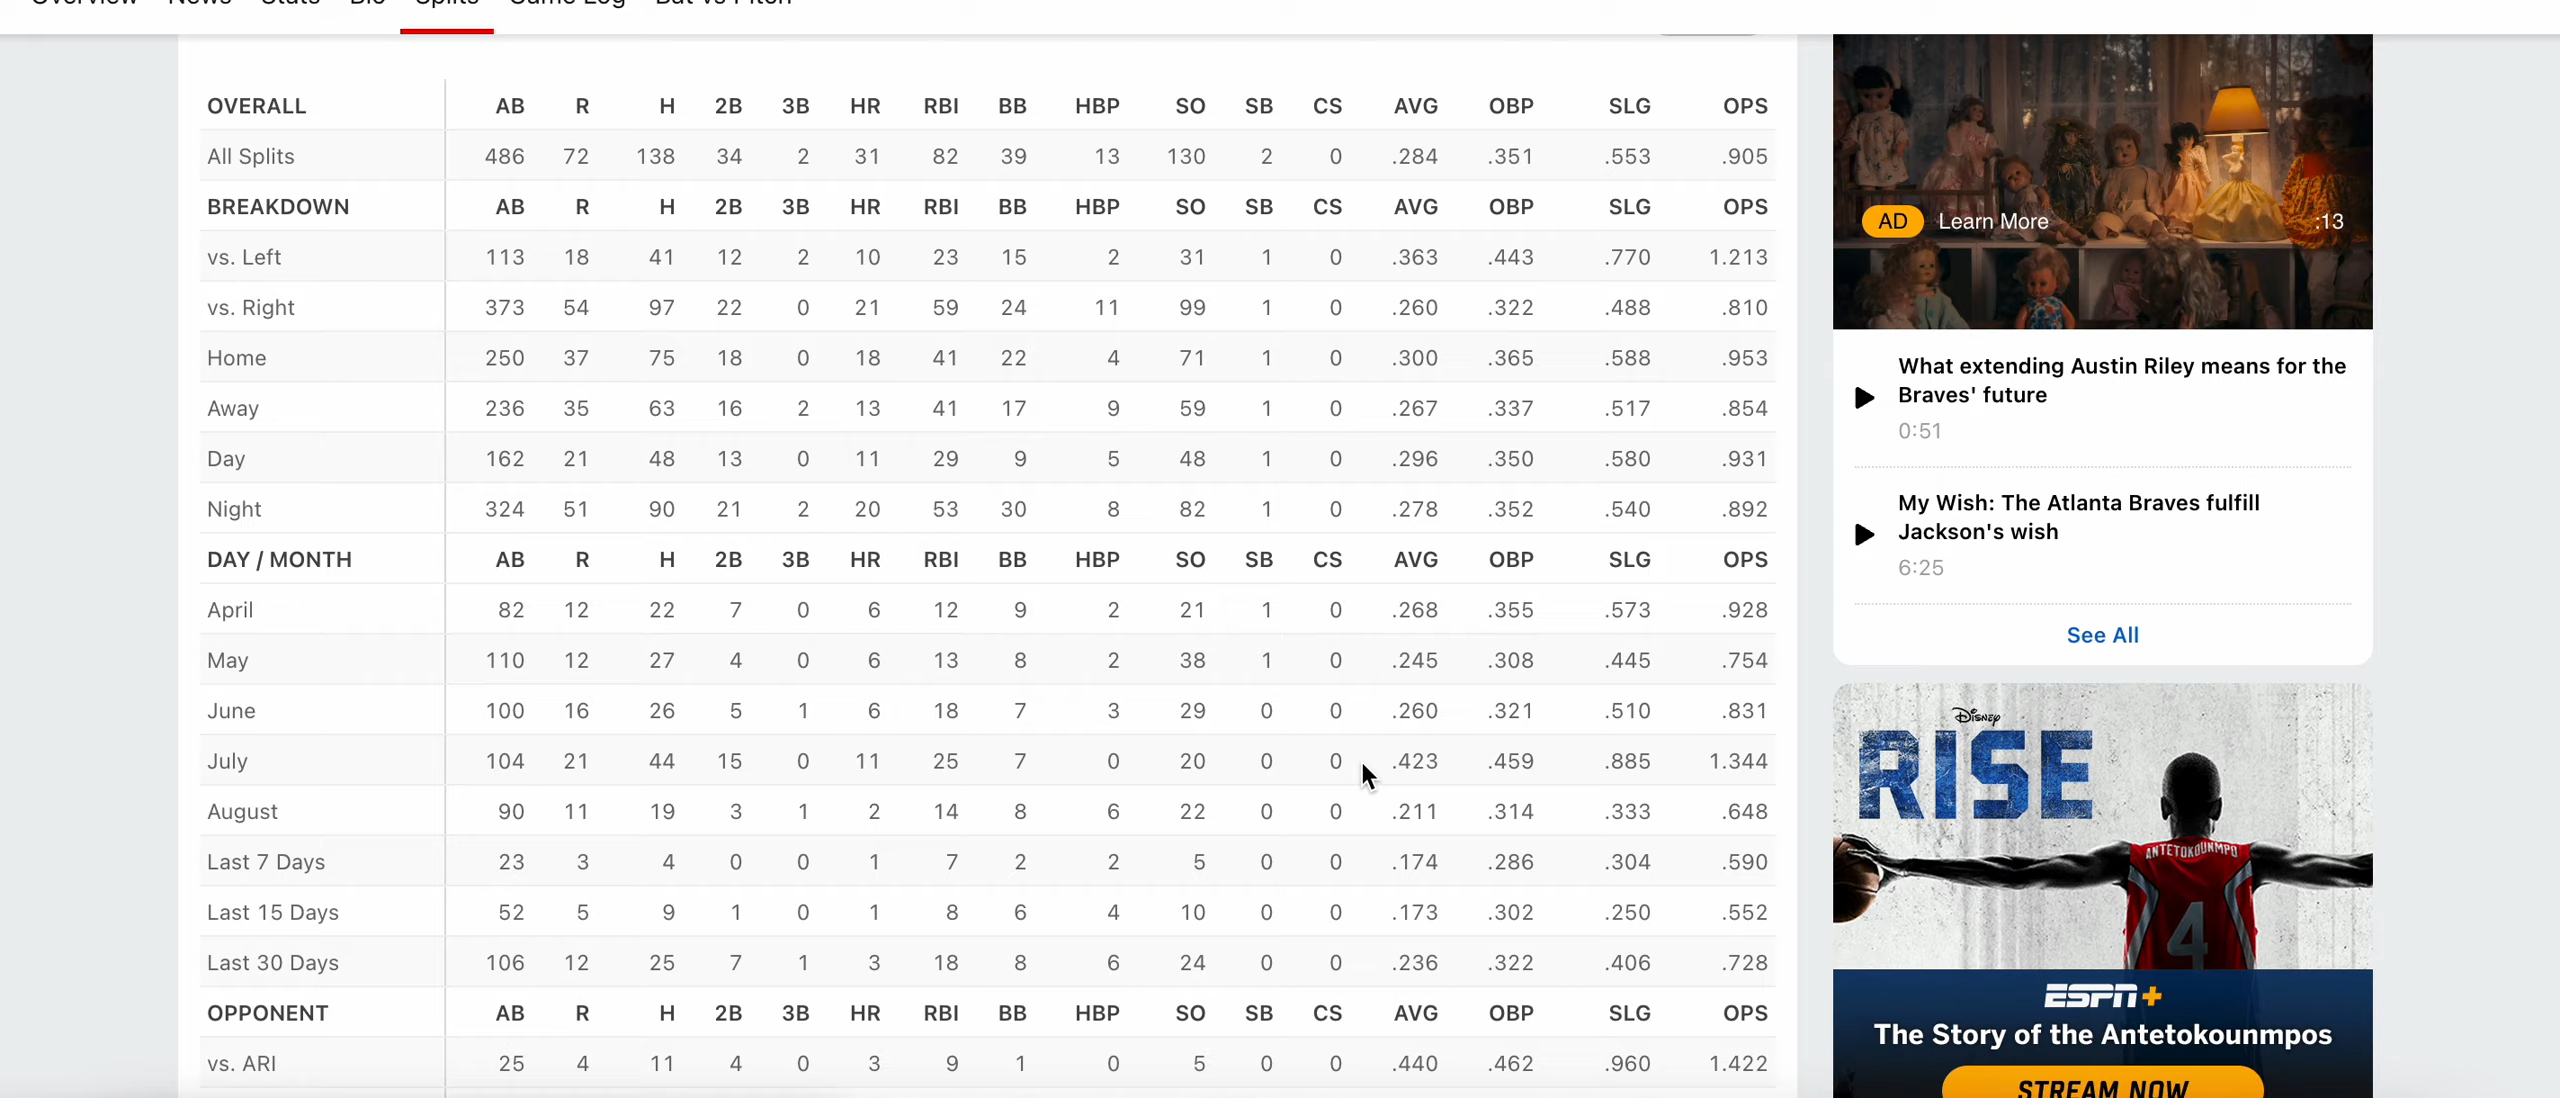 Overview News Stats Bio Splits Game Log Bat vs Pitch
OVERALL AB R H 2B 3B HR RBI BB HBP SO SB CS AVG OBP SLG OPS
All Splits 486 72 138 34 2 31 82 39 13 130 2 0 .284 .351 .553 .905
BREAKDOWN AB R H 2B 3B HR RBI BB HBP SO SB CS AVG OBP SLG OPS
vs. Left 113 18 41 12 2 10 23 15 2 31 1 0 .363 .443 .770 1.213
vs. Right 373 54 97 22 0 21 59 24 11 99 1 0 .260 .322 .488 .810
Home 250 37 75 18 0 18 41 22 4 71 1 0 .300 .365 .588 .953
Away 236 35 63 16 2 13 41 17 9 59 1 0 .267 .337 .517 .854
Day 162 21 48 13 0 11 29 9 5 48 1 0 .296 .350 .580 .931
Night 324 51 90 21 2 20 53 30 8 82 1 0 .278 .352 .540 .892
DAY / MONTH AB R H 2B 3B HR RBI BB HBP SO SB CS AVG OBP SLG OPS
April 82 12 22 7 0 6 12 9 2 21 1 0 .268 .355 .573 .928
May 110 12 27 4 0 6 13 8 2 38 1 0 .245 .308 .445 .754
June 100 16 26 5 1 6 18 7 3 29 0 0 .260 .321 .510 .831
July 104 21 44 15 0 11 25 7 0 20 0 0 .423 .459 .885 1.344
August 90 11 19 3 1 2 14 8 6 22 0 0 .211 .314 .333 .648
Last 7 Days 23 3 4 0 0 1 7 2 2 5 0 0 .174 .286 .304 .590
Last 15 Days 52 5 9 1 0 1 8 6 4 10 0 0 .173 .302 .250 .552
Last 30 Days 106 12 25 7 1 3 18 8 6 24 0 0 .236 .322 .406 .728
OPPONENT AB R H 2B 3B HR RBI BB HBP SO SB CS AVG OBP SLG OPS
vs. ARI 25 4 11 4 0 3 9 1 0 5 0 0 .440 .462 .960 1.422
AD Learn More :13
What extending Austin Riley means for the
Braves' future
0:51
My Wish: The Atlanta Braves fulfill
Jackson's wish
6:25
See All
Disney
RISE
ANTETOKOUNMPO
4
ESPN+
The Story of the Antetokounmpos
STREAM NOW